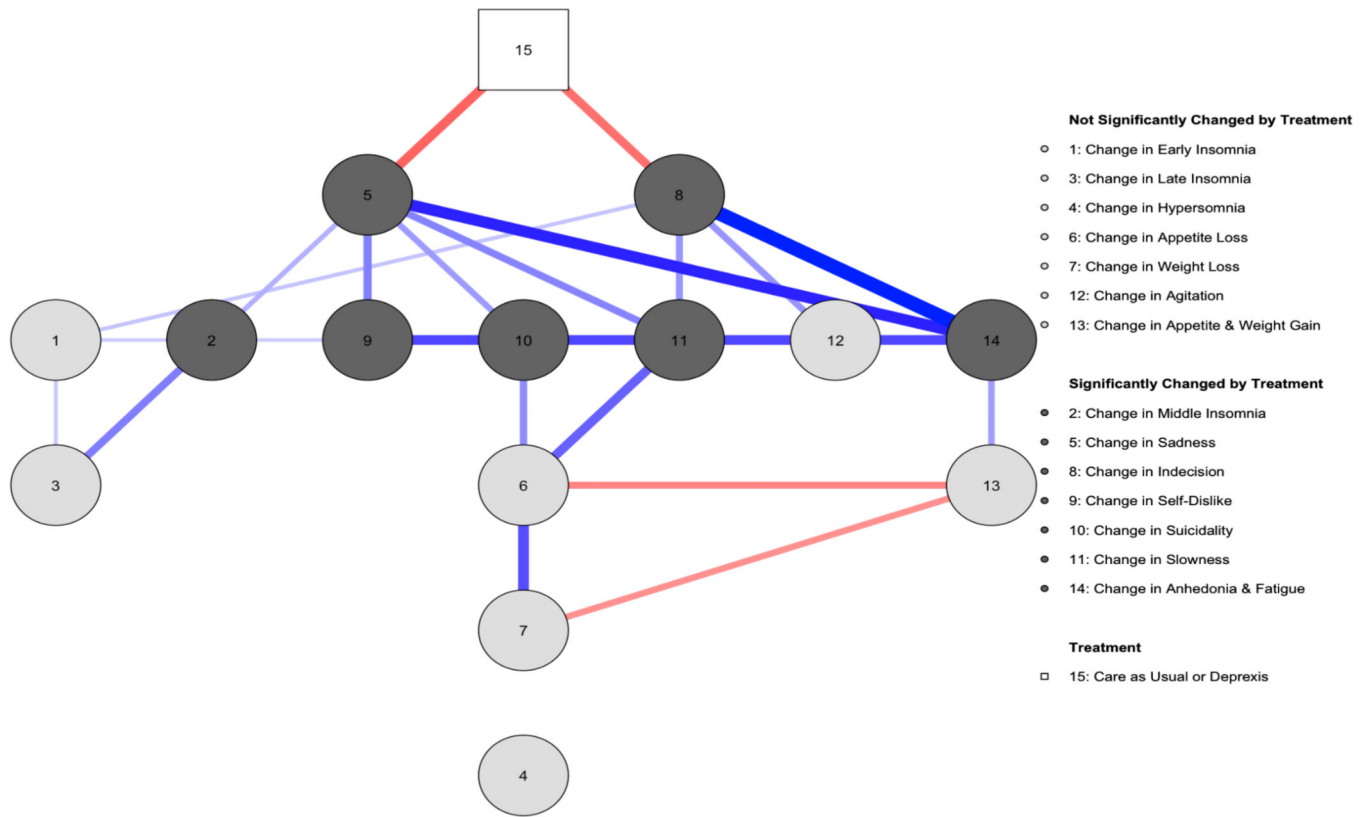 15
5
8
1
2
9
10
11
12
14
3
6
13
7
4
Not Significantly Changed by Treatment
1: Change in Early Insomnia
3: Change in Late Insomnia
4: Change in Hypersomnia
6: Change in Appetite Loss
7: Change in Weight Loss
12: Change in Agitation
13: Change in Appetite & Weight Gain
Significantly Changed by Treatment
2: Change in Middle Insomnia
5: Change in Sadness
8: Change in Indecision
9: Change in Self-Dislike
10: Change in Suicidality
11: Change in Slowness
14: Change in Anhedonia & Fatigue
Treatment
15: Care as Usual or Deprexis